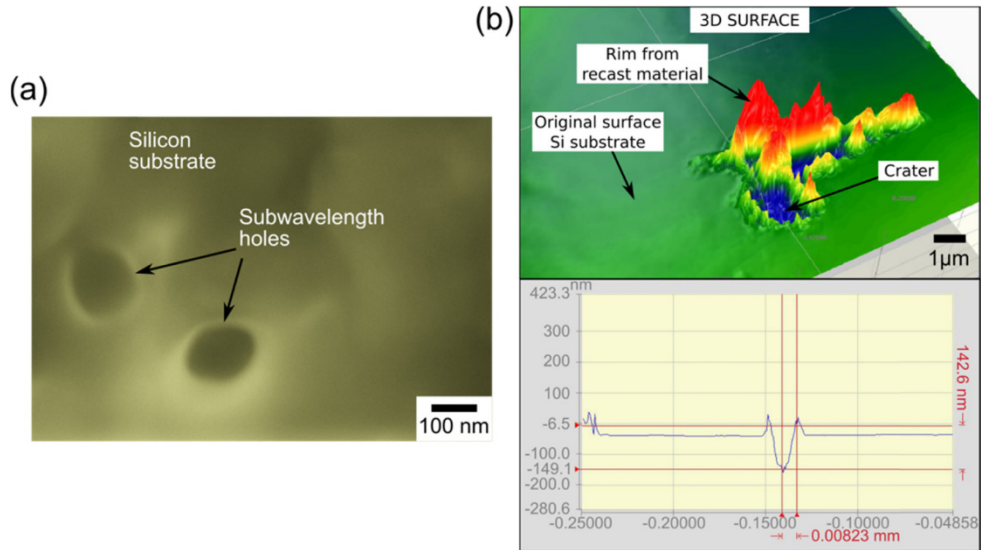 (a)
Silicon
substrate
Subwavelength
holes
100 nm
(b)
3D SURFACE
Rim from
recast material
Original surface
Si substrate
Crater
1µm
nm
423.3
300
200
100
-6.5
-100.0
-149.1
-200.0
-280.6
-0.25000
-0.20000
-0.15000
-0.10000
-0.04858
142.6 nm
0.00823 mm